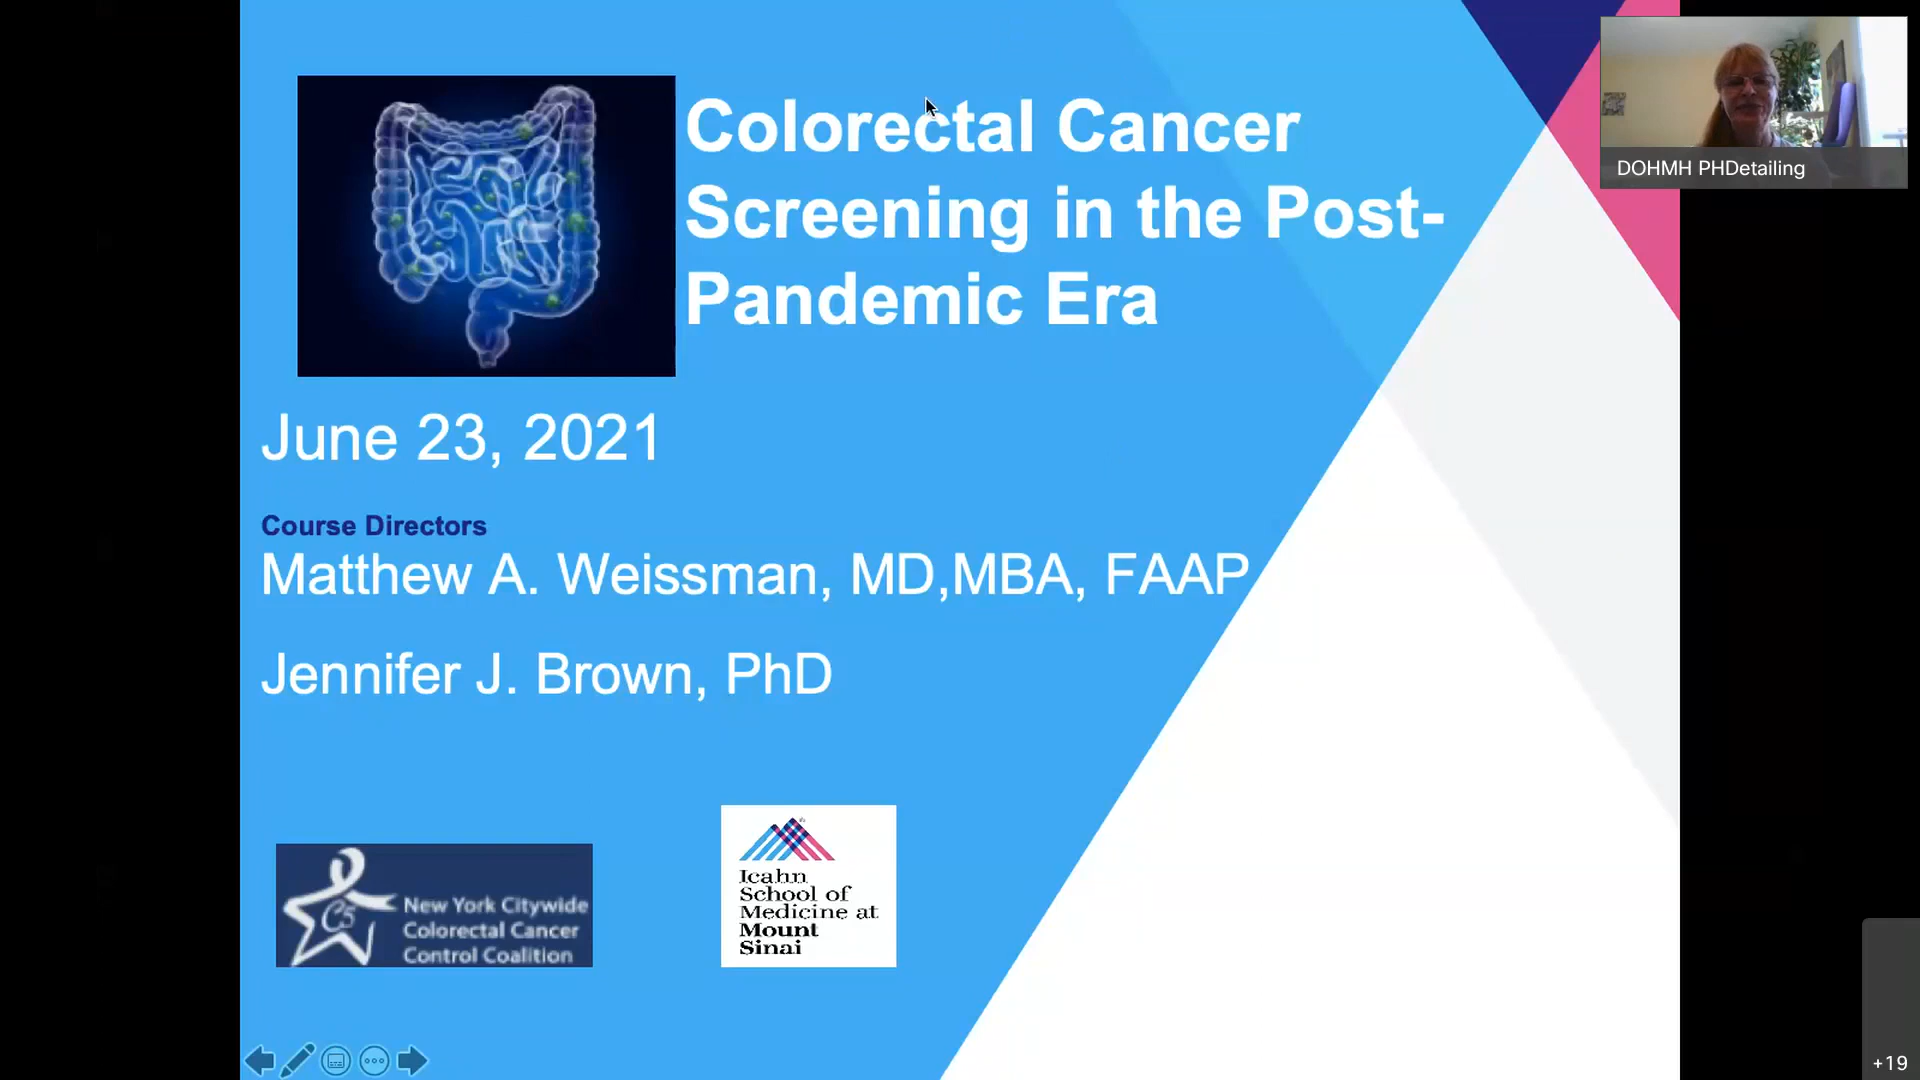 Colorectal Cancer
Screening in the Post-
Pandemic Era
DOHMH PHDetailing
June 23, 2021
Course Directors
Matthew A. Weissman, MD,MBA, FAAP
Jennifer J. Brown, PhD
C5
New York Citywide
Colorectal Cancer
Control Coalition
Icahn
School of
Medicine at
Mount
Sinai
+19